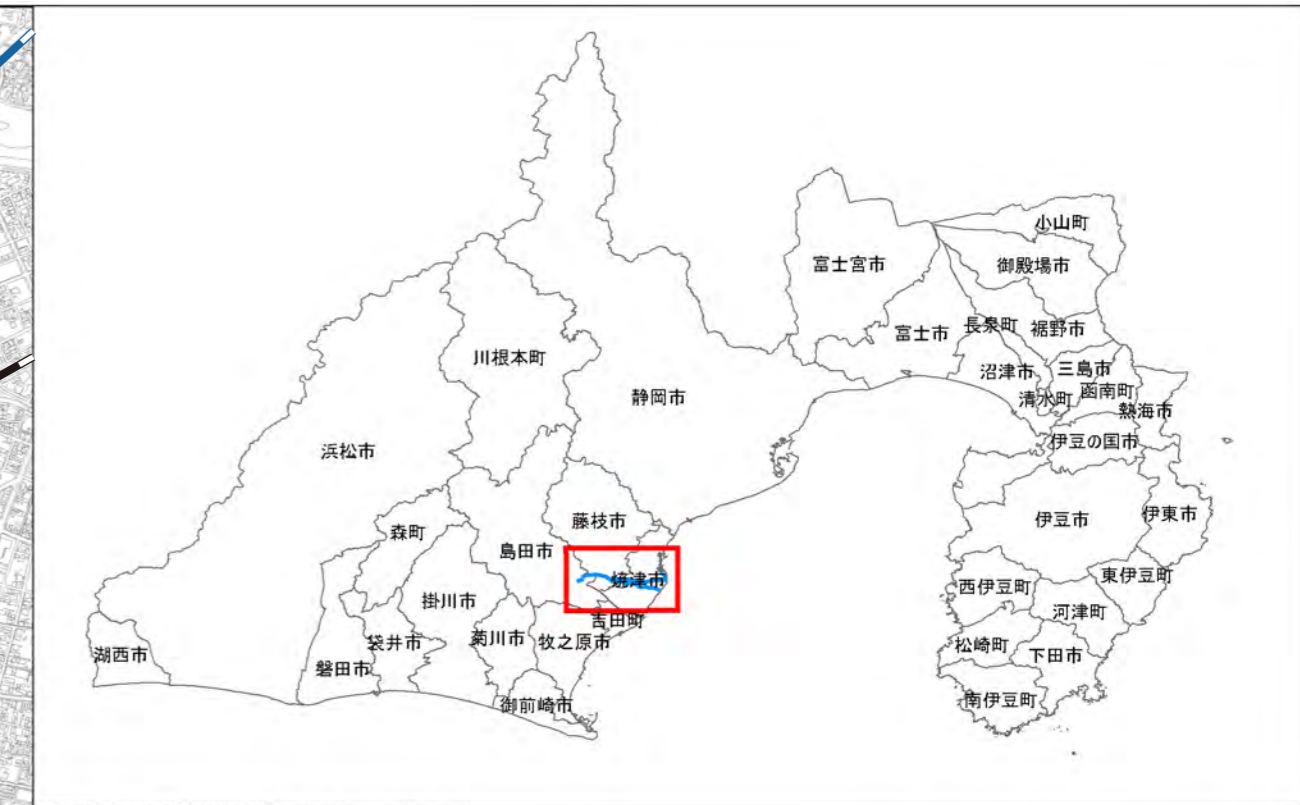 小山町
富士宮市
御殿場市
長泉町
裾野市
富士市
川根本町
沼津市
三島市
静岡市
清水町
函南町
熱海市
浜松市
伊豆の国市
藤枝市
伊豆市
伊東市
森町
島田市
焼津市
東伊豆町
西伊豆町
掛川市
河津町
吉田町
袋井市
菊川市
牧之原市
松崎町
湖西市
磐田市
下田市
御前崎市
南伊豆町